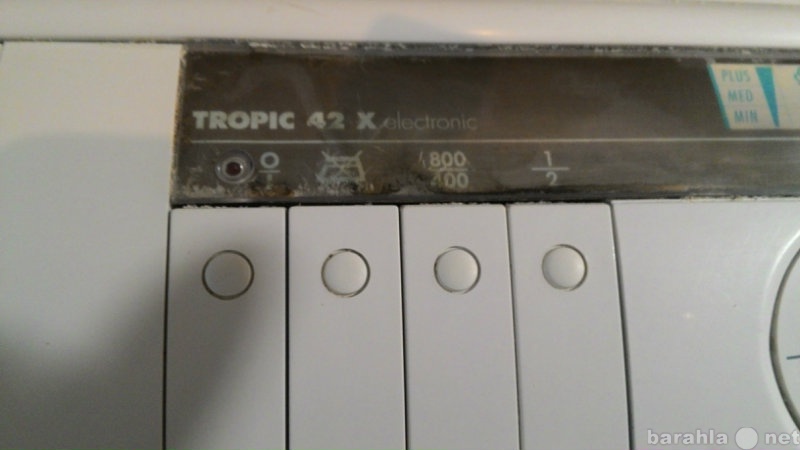 PLUS
MED
MIN
TROPIC 42 X electronic
800
400
1
2
barahla net